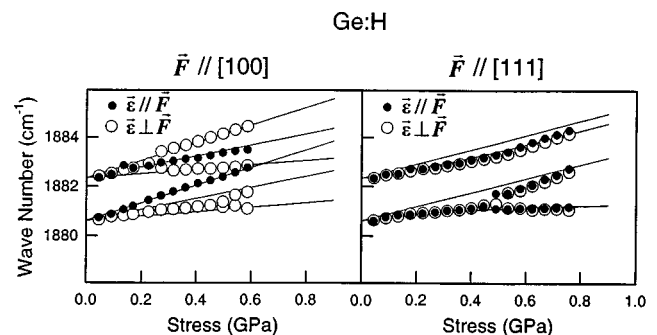 Ge:H
F⃗ // [100]
F⃗ // [111]
Wave Number (cm⁻¹)
1884
1882
1880
ε⃗ // F⃗
ε⃗ ⊥ F⃗
ε⃗ // F⃗
ε⃗ ⊥ F⃗
0.0 0.2 0.4 0.6 0.8 0.0 0.2 0.4 0.6 0.8 1.0
Stress (GPa)
Stress (GPa)